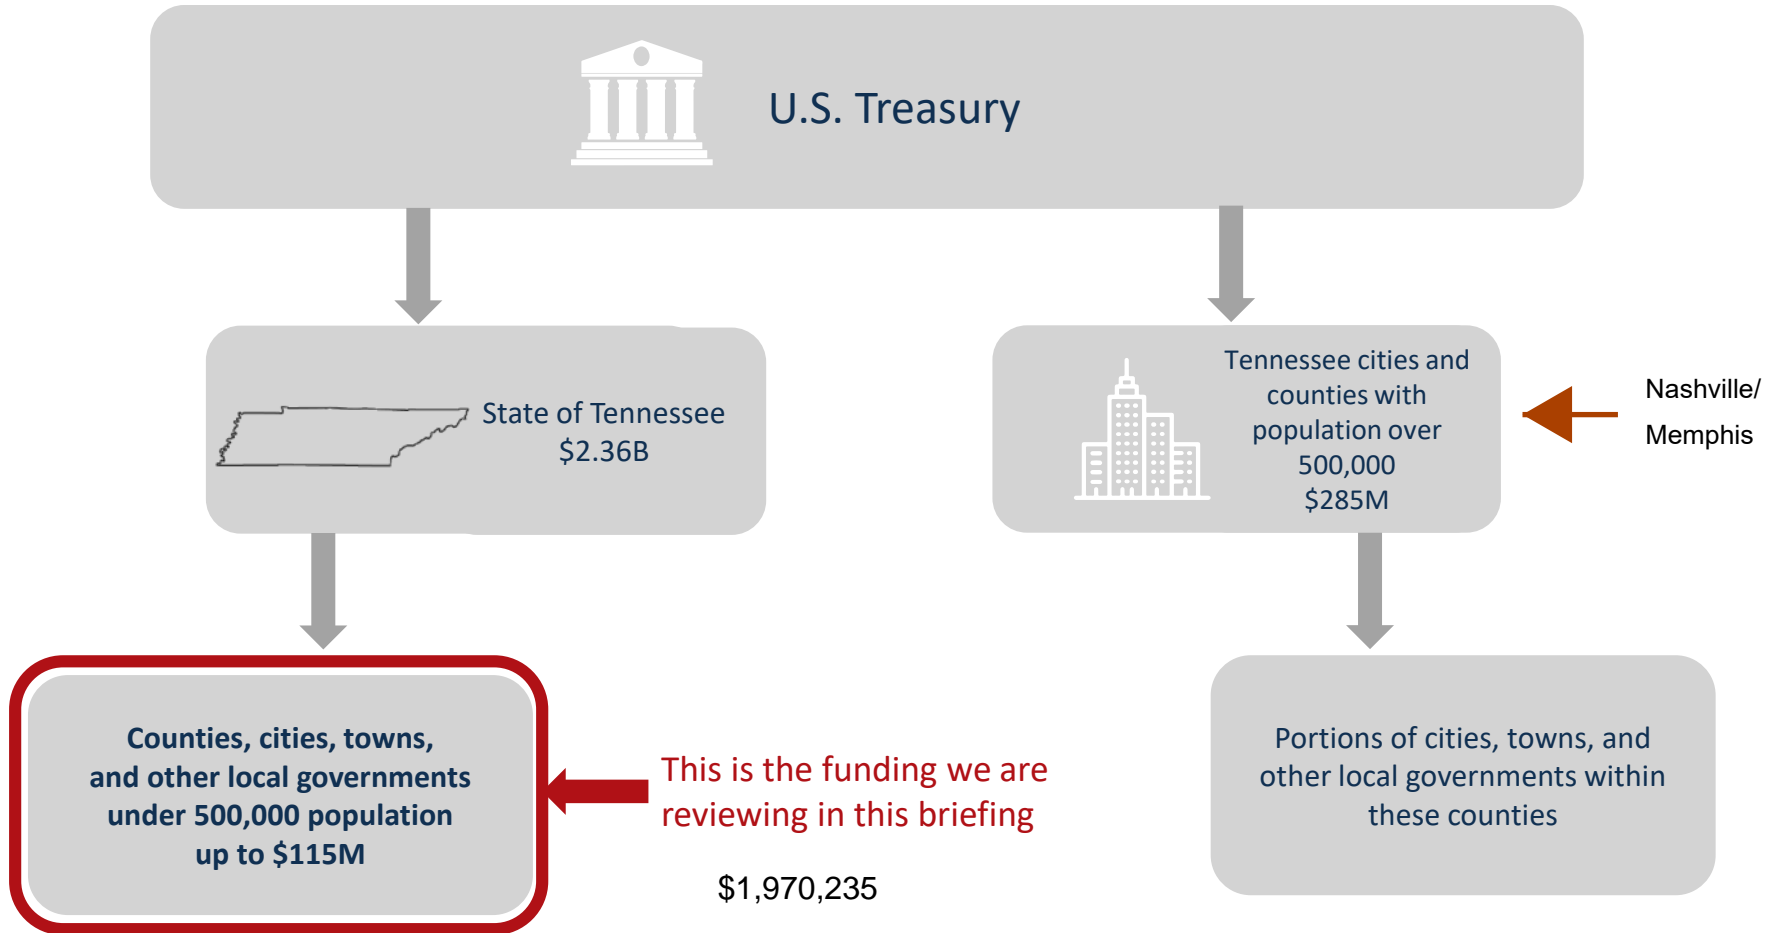 U.S. Treasury
State of Tennessee
$2.36B
Tennessee cities and
counties with
population over
500,000
$285M
Nashville/
Memphis
Counties, cities, towns,
and other local governments
under 500,000 population
up to $115M
This is the funding we are
reviewing in this briefing
$1,970,235
Portions of cities, towns, and
other local governments within
these counties